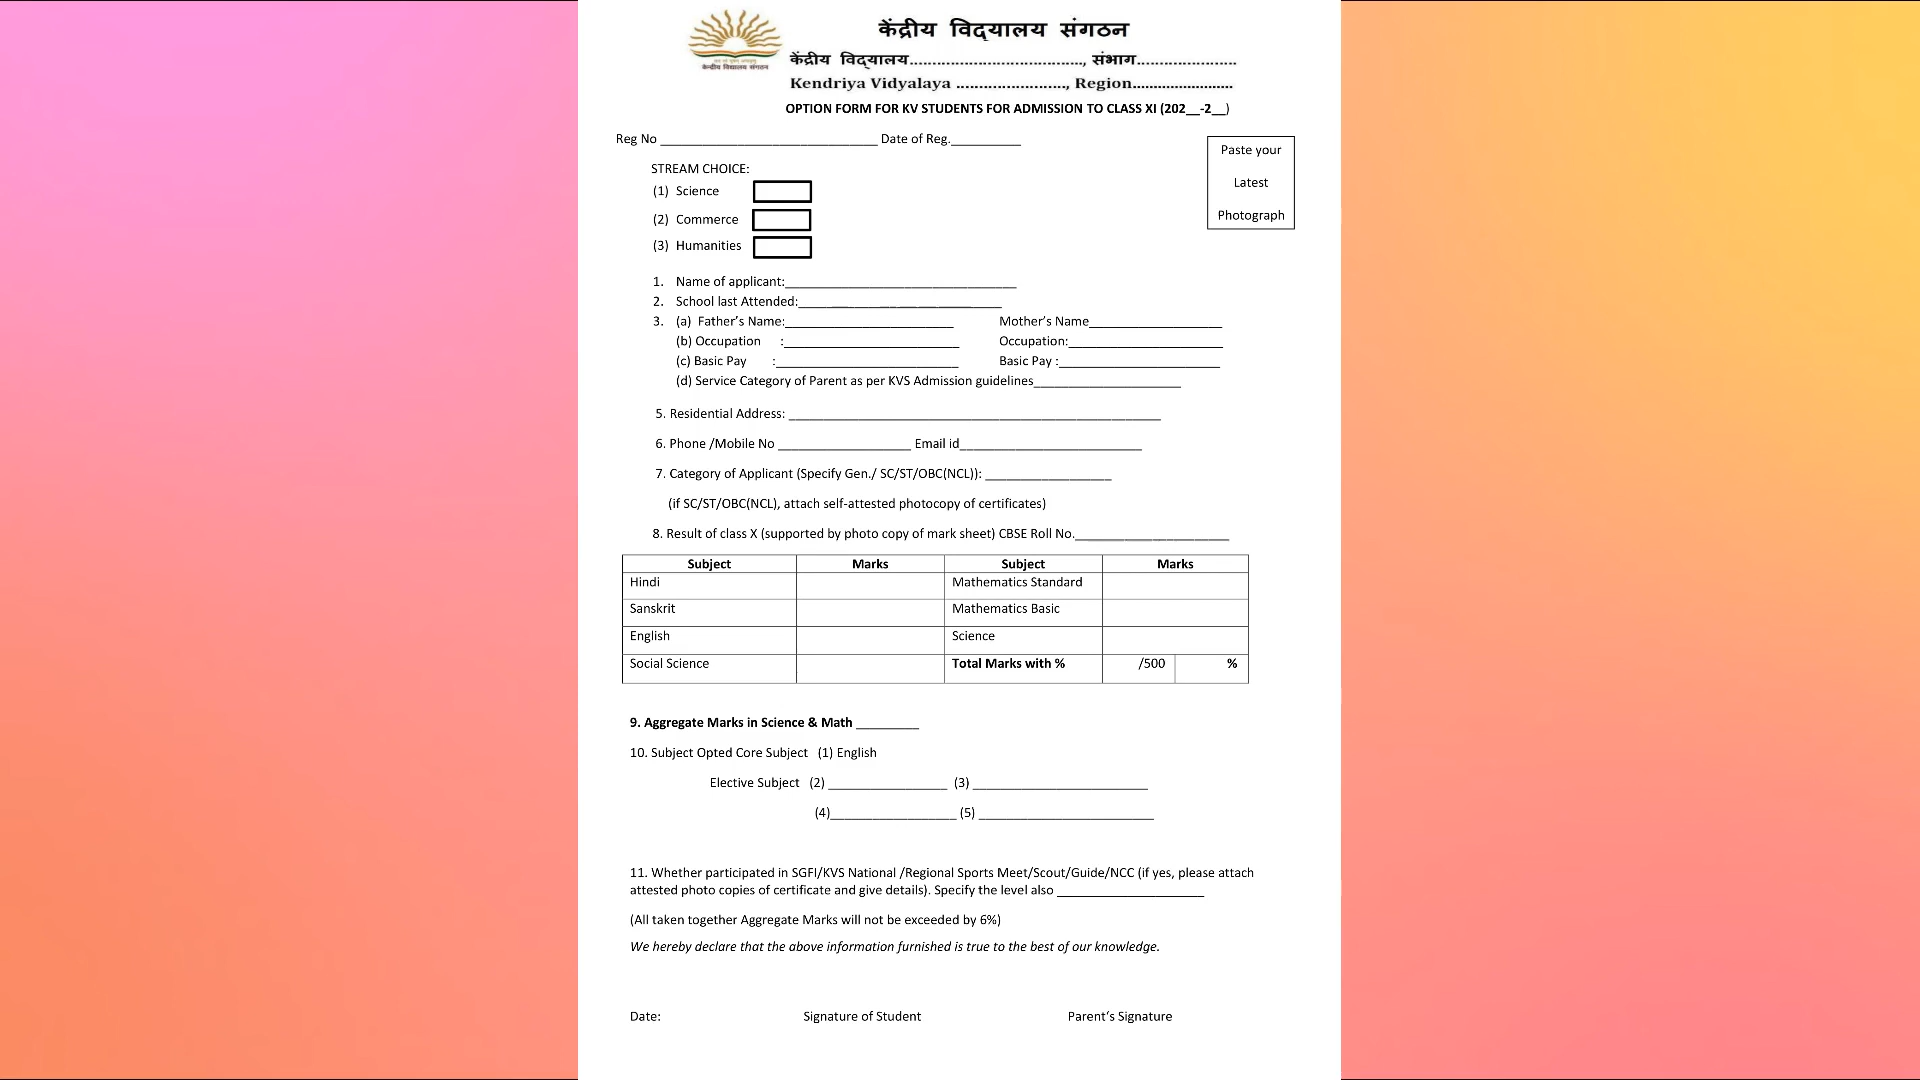 केंद्रीय विद्यालय संगठन
केंद्रीय विद्यालय......................................, संभाग......................
केन्द्रीय विद्यालय संगठन
Kendriya Vidyalaya ........................, Region........................
OPTION FORM FOR KV STUDENTS FOR ADMISSION TO CLASS XI (202__-2__)
Reg No _______________________________ Date of Reg.__________
Paste your
Latest
Photograph
STREAM CHOICE:
(1) Science
(2) Commerce
(3) Humanities
1. Name of applicant:_________________________________
2. School last Attended:_____________________________
3. (a) Father’s Name:________________________ Mother’s Name___________________
(b) Occupation :_________________________ Occupation:______________________
(c) Basic Pay :__________________________ Basic Pay :_______________________
(d) Service Category of Parent as per KVS Admission guidelines_____________________
5. Residential Address: _____________________________________________________
6. Phone /Mobile No ___________________ Email id__________________________
7. Category of Applicant (Specify Gen./ SC/ST/OBC(NCL)): __________________
(if SC/ST/OBC(NCL), attach self-attested photocopy of certificates)
8. Result of class X (supported by photo copy of mark sheet) CBSE Roll No.______________________
Subject Marks Subject Marks
Hindi Mathematics Standard
Sanskrit Mathematics Basic
English Science
Social Science Total Marks with % /500 %
9. Aggregate Marks in Science & Math _________
10. Subject Opted Core Subject (1) English
Elective Subject (2) _________________ (3) _________________________
(4)__________________ (5) _________________________
11. Whether participated in SGFI/KVS National /Regional Sports Meet/Scout/Guide/NCC (if yes, please attach
attested photo copies of certificate and give details). Specify the level also _____________________
(All taken together Aggregate Marks will not be exceeded by 6%)
We hereby declare that the above information furnished is true to the best of our knowledge.
Date: Signature of Student Parent’s Signature